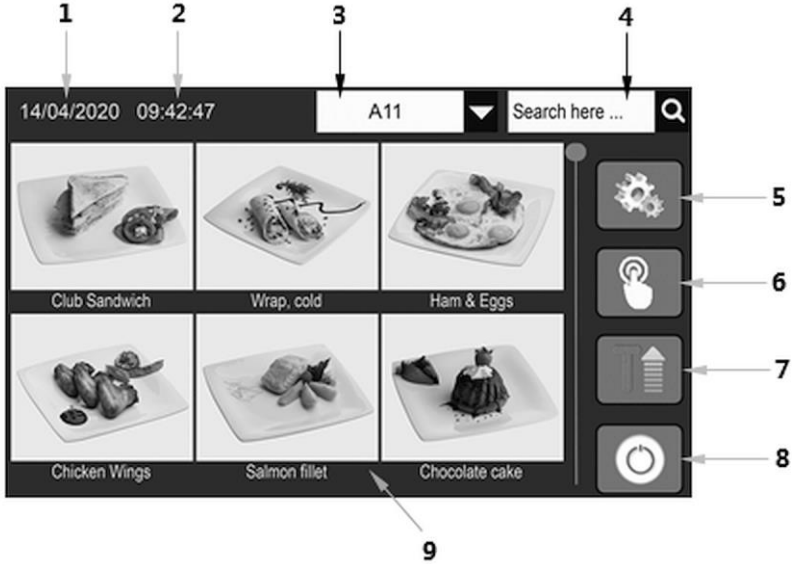 1 2 3 4
14/04/2020 09:42:47 A11 Search here ...
5
Club Sandwich Wrap, cold Ham & Eggs
6
7
Chicken Wings Salmon fillet Chocolate cake
8
9